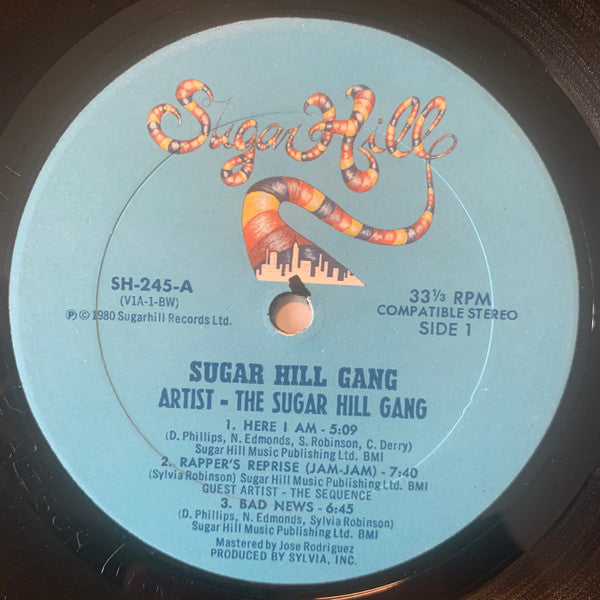 Sugar Hill
SH-245-A
(V1A-1-BW)
℗ © 1980 Sugarhill Records Ltd.
33⅓ RPM
COMPATIBLE STEREO
SIDE 1
SUGAR HILL GANG
ARTIST - THE SUGAR HILL GANG
1. HERE I AM - 5:09
(D. Phillips, N. Edmonds, S. Robinson, C. Derry)
Sugar Hill Music Publishing Ltd. BMI
2. RAPPER'S REPRISE (JAM-JAM) - 7:40
(Sylvia Robinson) Sugar Hill Music Publishing Ltd. BMI
GUEST ARTIST - THE SEQUENCE
3. BAD NEWS - 6:45
(D. Phillips, N. Edmonds, Sylvia Robinson)
Sugar Hill Music Publishing Ltd. BMI
Mastered by Jose Rodriguez
PRODUCED BY SYLVIA, INC.